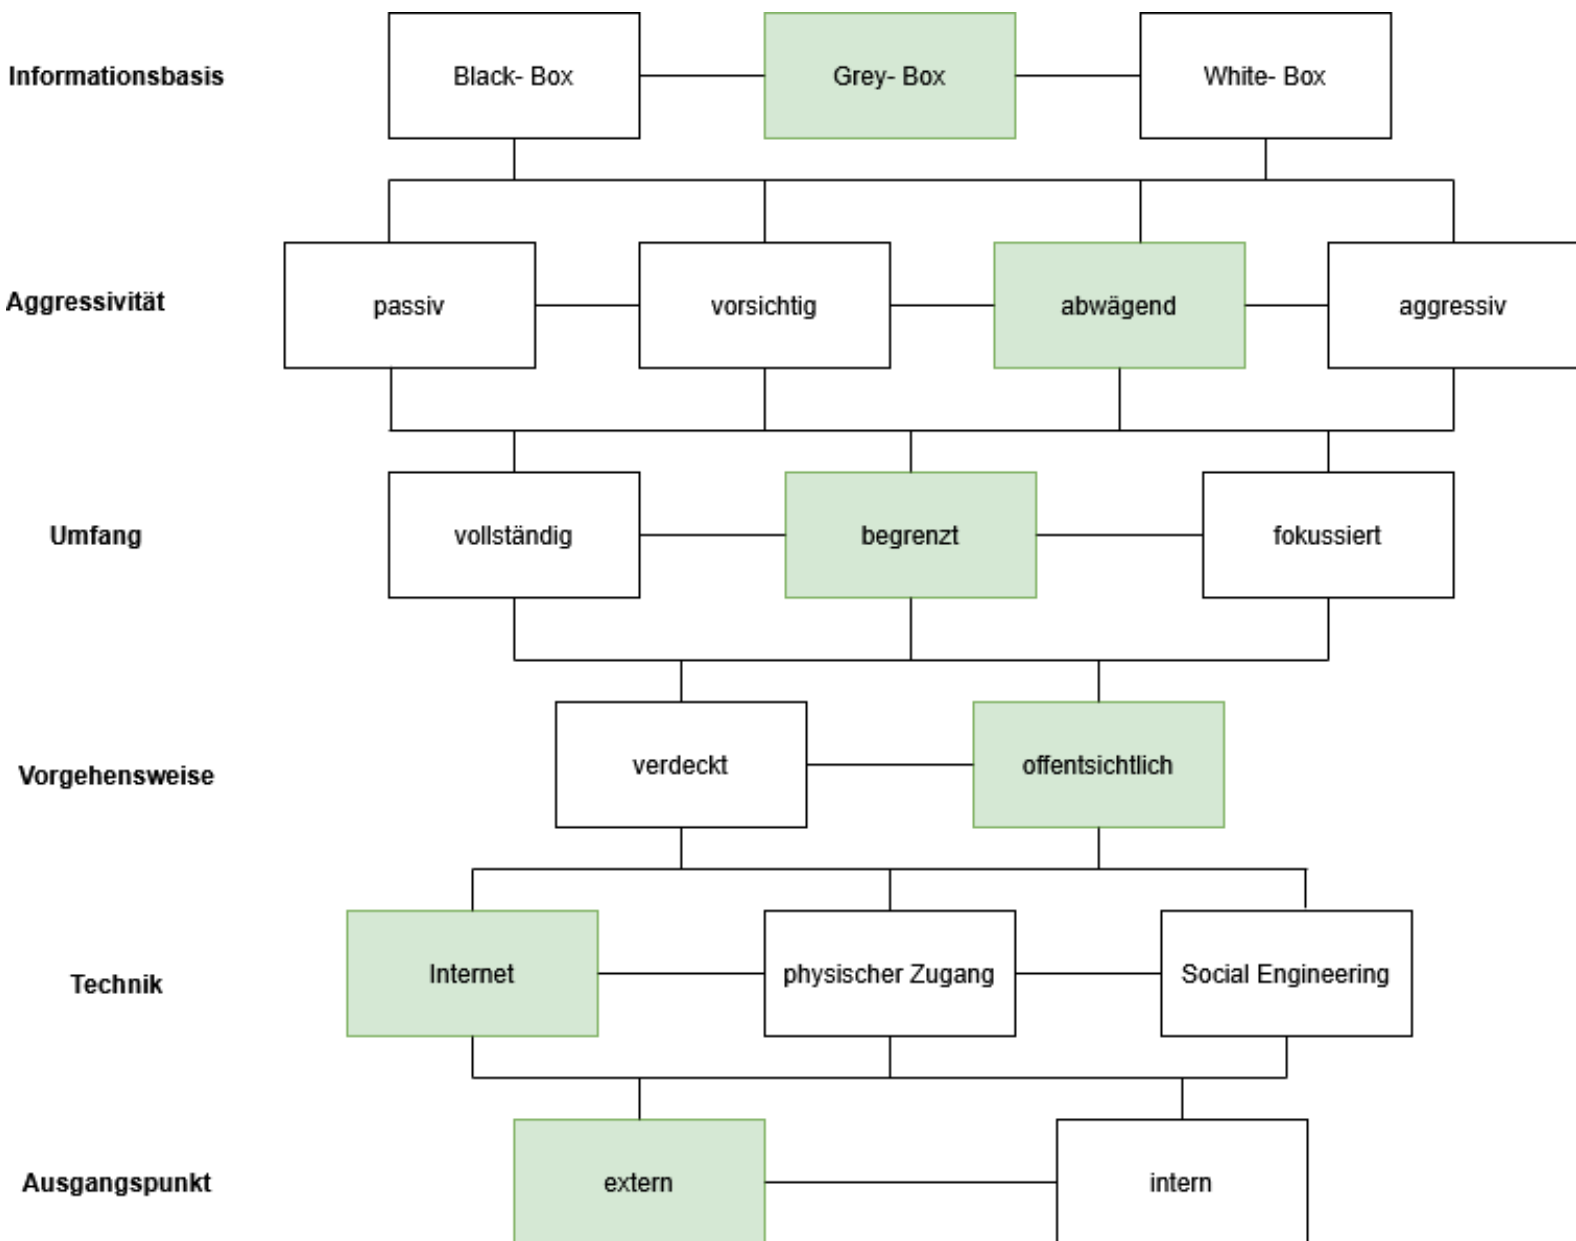 Informationsbasis
Black- Box
Grey- Box
White- Box
Aggressivität
passiv
vorsichtig
abwägend
aggressiv
Umfang
vollständig
begrenzt
fokussiert
Vorgehensweise
verdeckt
offentsichtlich
Technik
Internet
physischer Zugang
Social Engineering
Ausgangspunkt
extern
intern